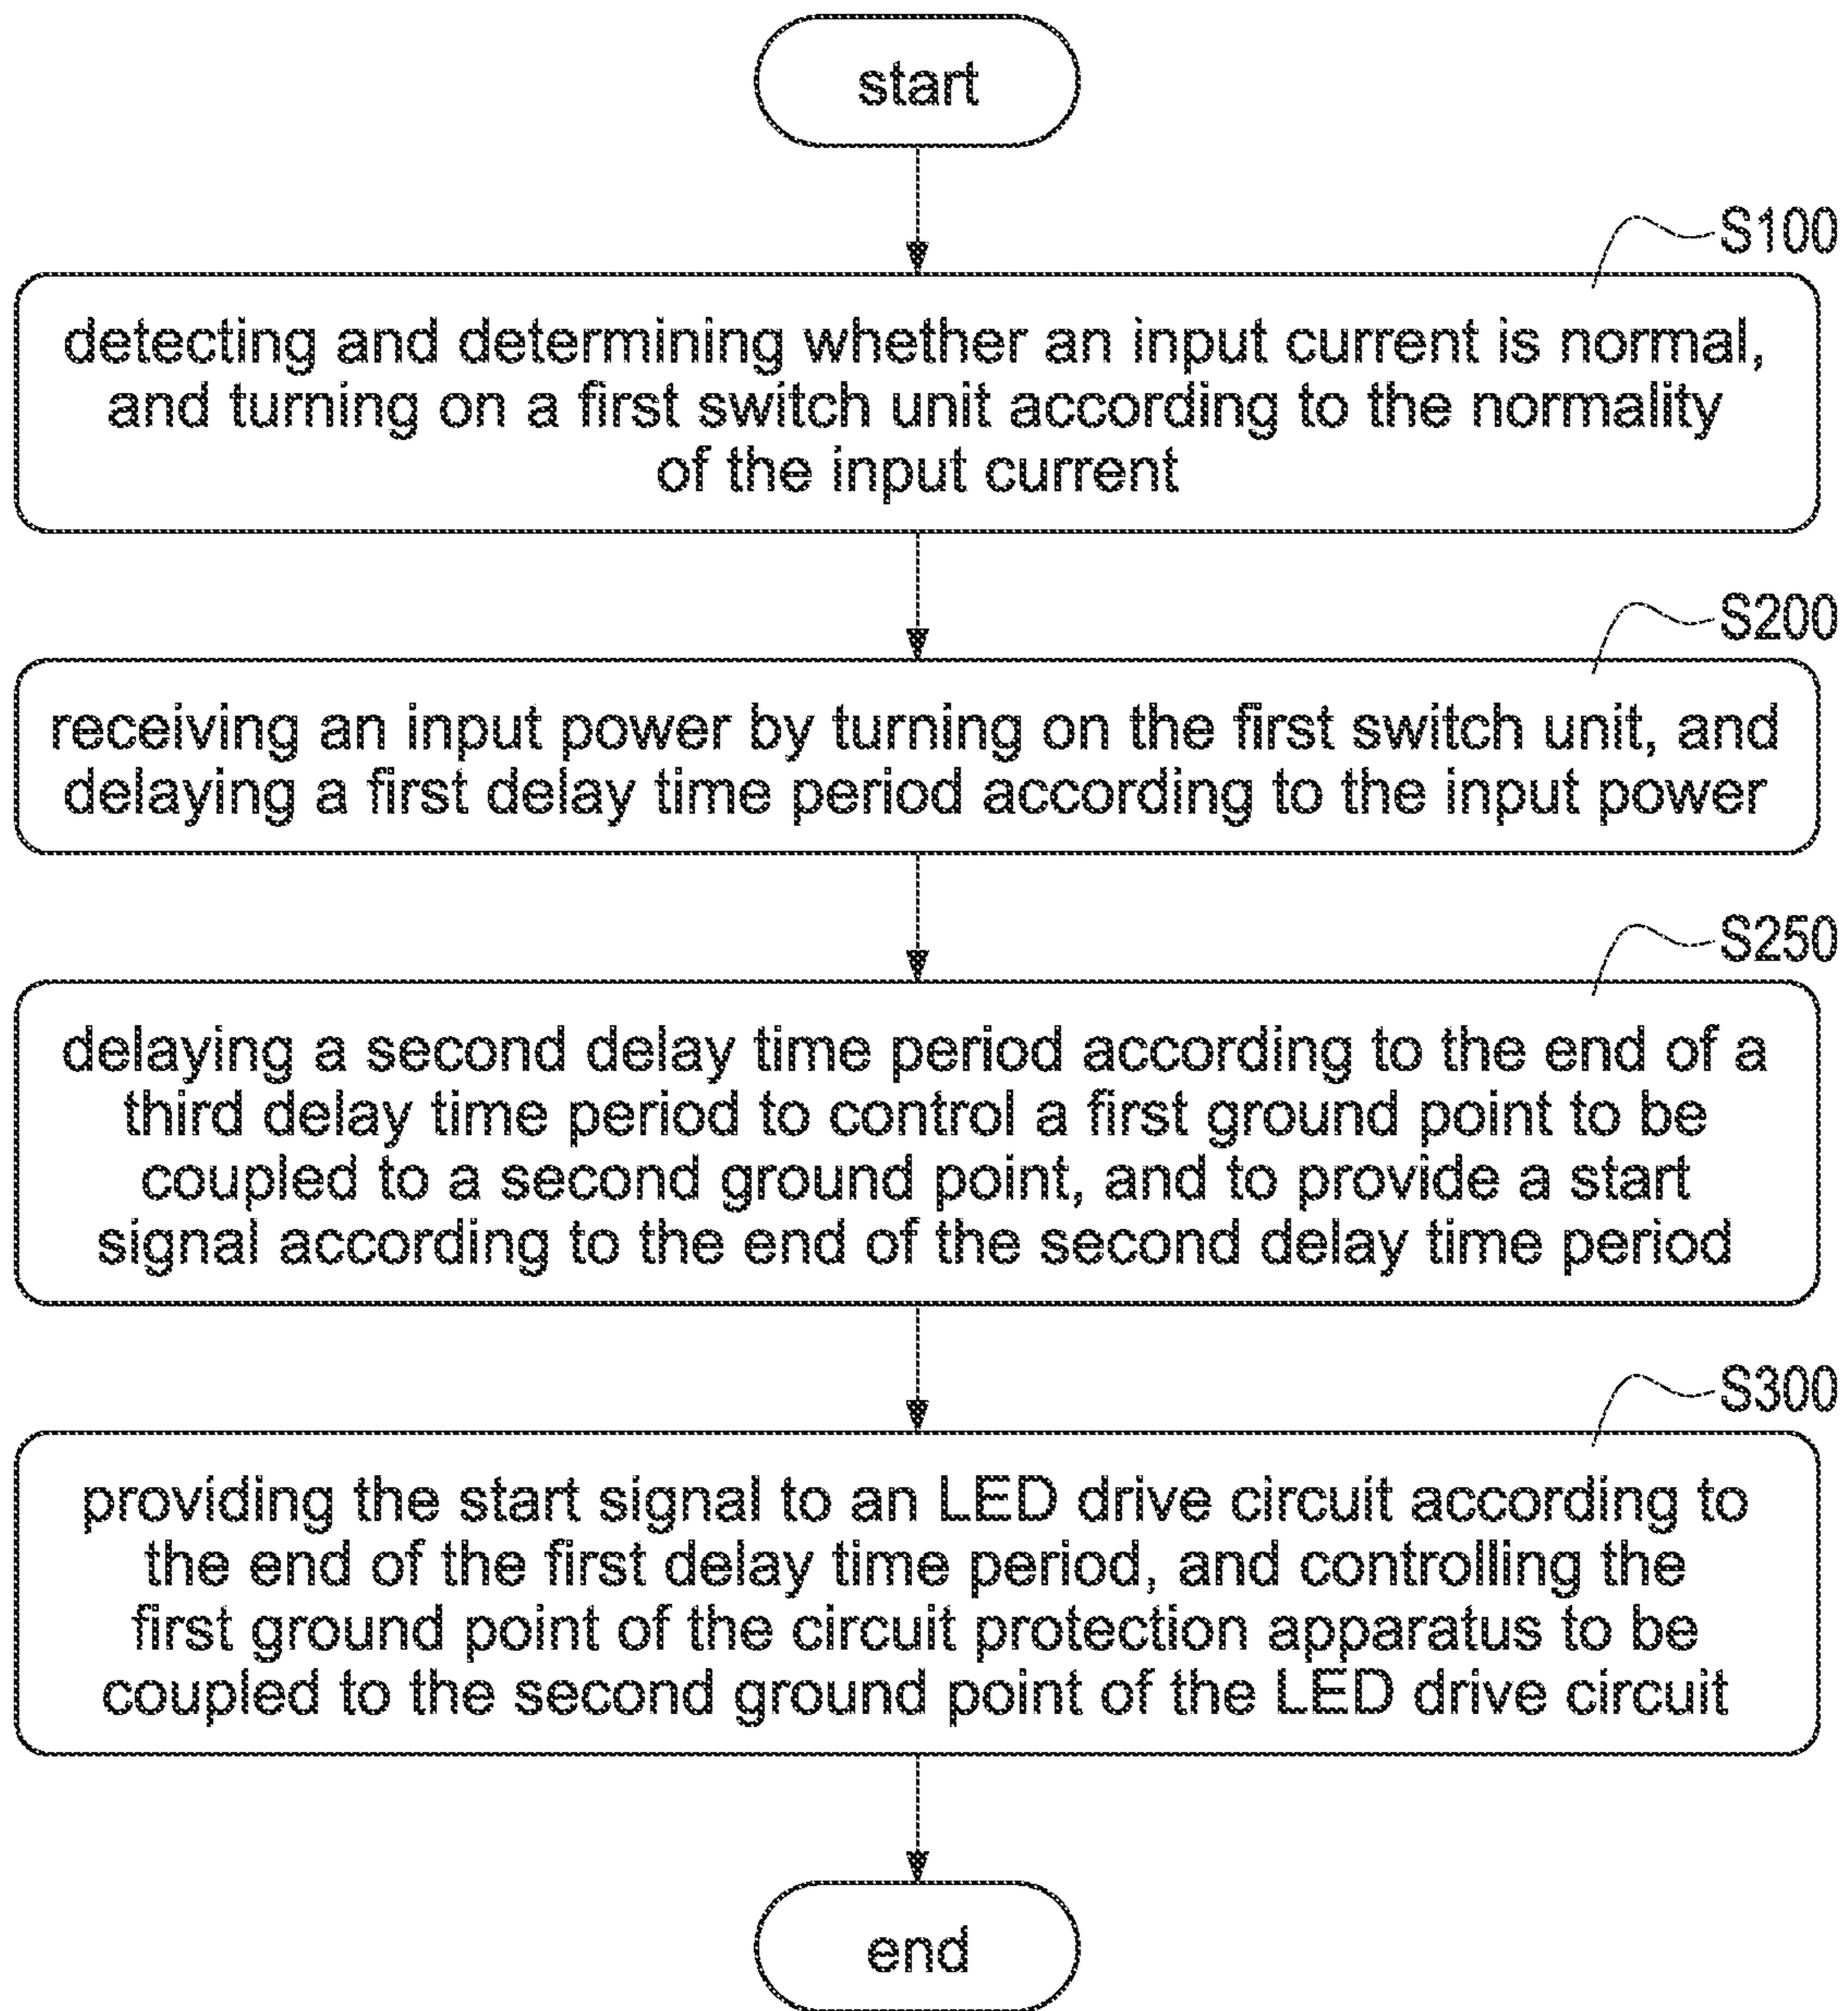 start
S100
detecting and determining whether an input current is normal,
and turning on a first switch unit according to the normality
of the input current
S200
receiving an input power by turning on the first switch unit, and
delaying a first delay time period according to the input power
S250
delaying a second delay time period according to the end of a
third delay time period to control a first ground point to be
coupled to a second ground point, and to provide a start
signal according to the end of the second delay time period
S300
providing the start signal to an LED drive circuit according to
the end of the first delay time period, and controlling the
first ground point of the circuit protection apparatus to be
coupled to the second ground point of the LED drive circuit
end